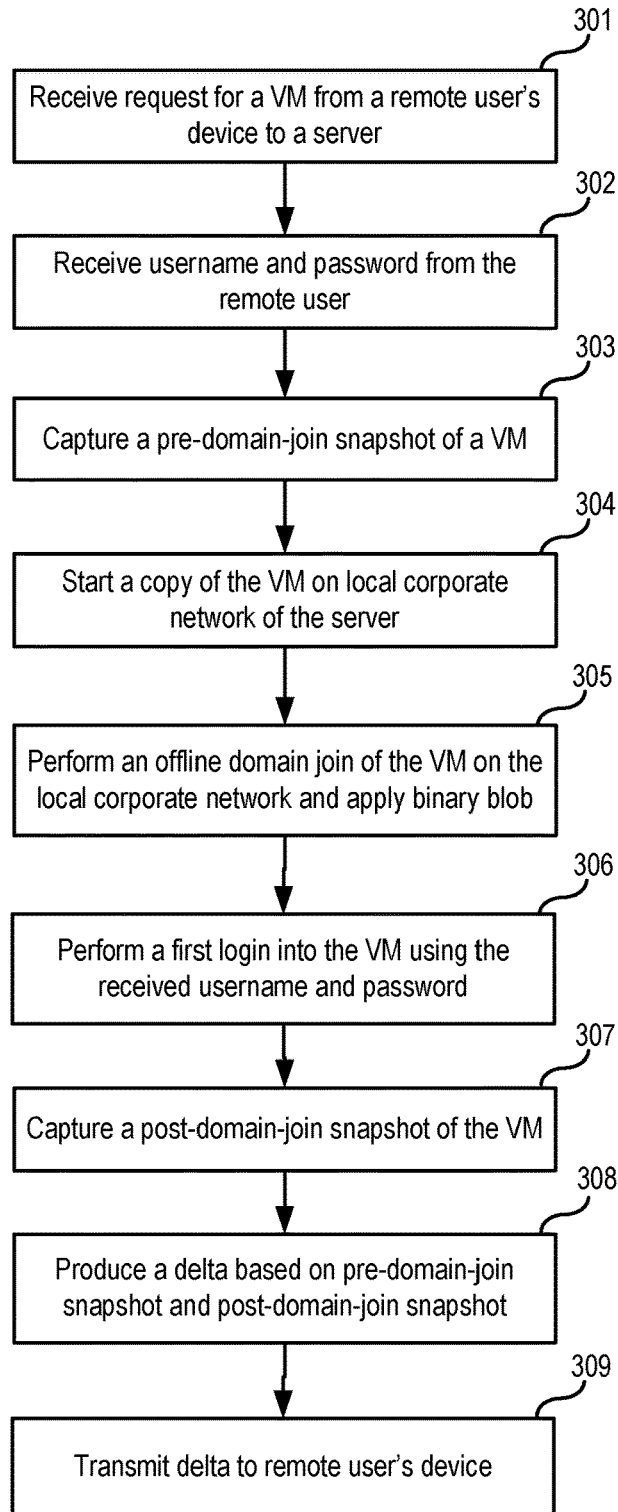 301
Receive request for a VM from a remote user's
device to a server
302
Receive username and password from the
remote user
303
Capture a pre-domain-join snapshot of a VM
304
Start a copy of the VM on local corporate
network of the server
305
Perform an offline domain join of the VM on the
local corporate network and apply binary blob
306
Perform a first login into the VM using the
received username and password
307
Capture a post-domain-join snapshot of the VM
308
Produce a delta based on pre-domain-join
snapshot and post-domain-join snapshot
309
Transmit delta to remote user's device